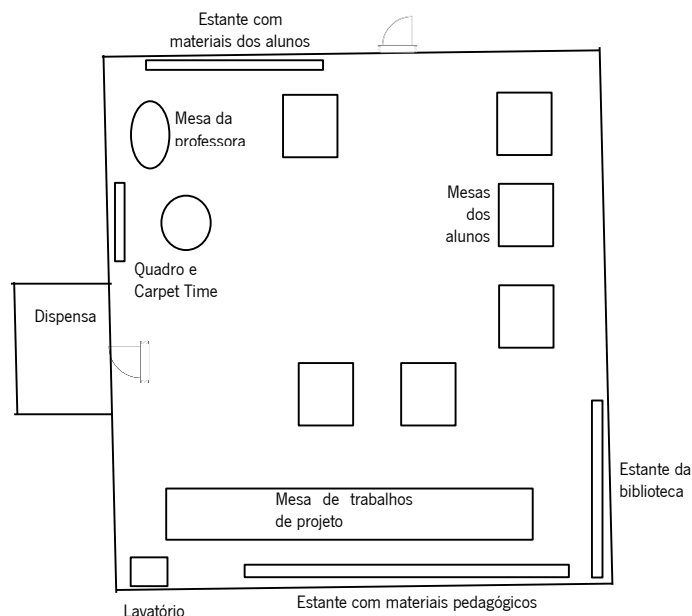 Estante com
materiais dos alunos
Mesa da
professora
Mesas
dos
alunos
Quadro e
Carpet Time
Dispensa
Estante da
biblioteca
Mesa de trabalhos
de projeto
Estante com materiais pedagógicos
Lavatório